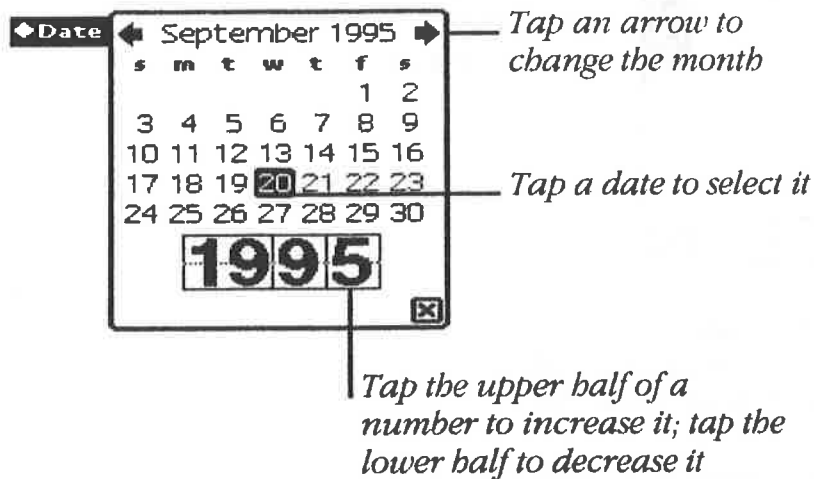 ◆Date
September 1995
s m t w t f s
1 2
3 4 5 6 7 8 9
10 11 12 13 14 15 16
17 18 19 20 21 22 23
24 25 26 27 28 29 30
1995
Tap an arrow to
change the month
Tap a date to select it
Tap the upper half of a
number to increase it; tap the
lower half to decrease it